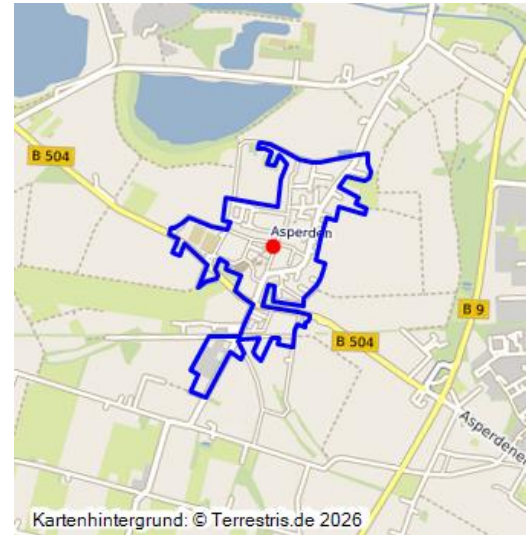 B 504
Asperden
B 9
B 504
Asperdener
Kartenhintergrund: © Terrestris.de 2026